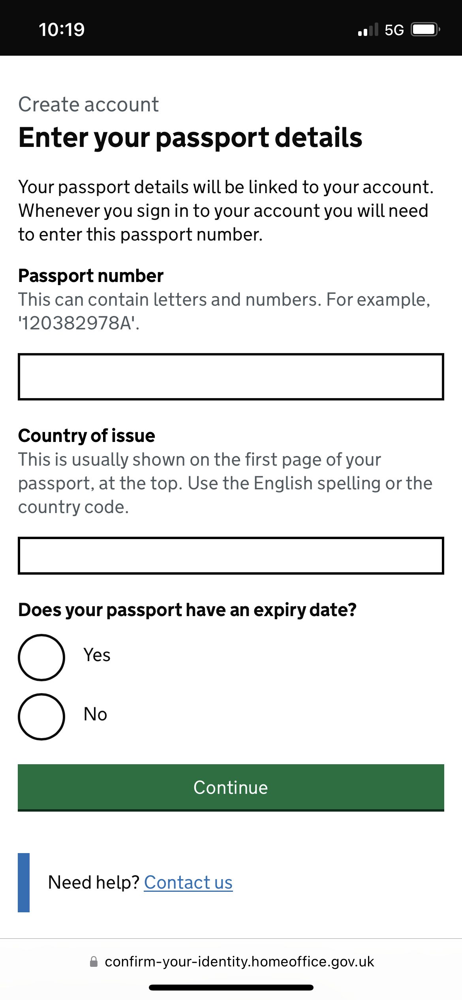 10:19
5G
Create account
Enter your passport details
Your passport details will be linked to your account.
Whenever you sign in to your account you will need
to enter this passport number.
Passport number
This can contain letters and numbers. For example,
'120382978A'.
Country of issue
This is usually shown on the first page of your
passport, at the top. Use the English spelling or the
country code.
Does your passport have an expiry date?
Yes
No
Continue
Need help? Contact us
confirm-your-identity.homeoffice.gov.uk